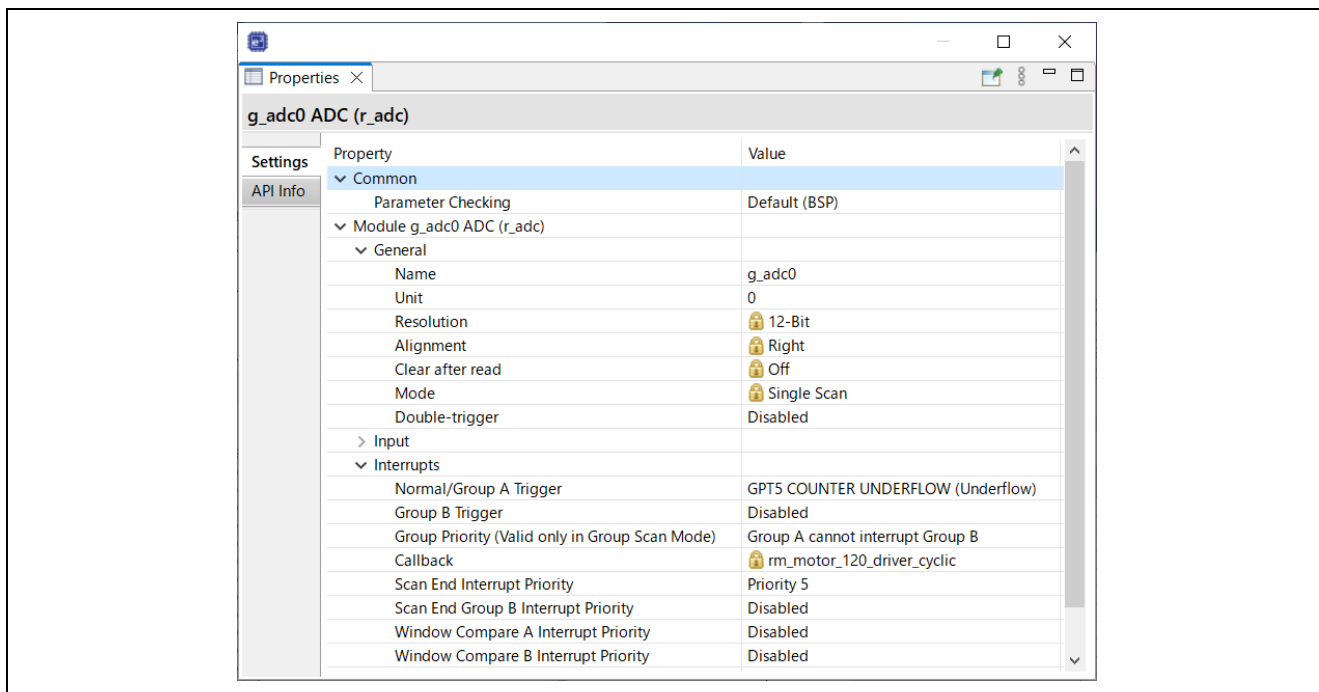 Properties
g_adc0 ADC (r_adc)
Settings
API Info
Property Value
Common
Parameter Checking Default (BSP)
Module g_adc0 ADC (r_adc)
General
Name g_adc0
Unit 0
Resolution 12-Bit
Alignment Right
Clear after read Off
Mode Single Scan
Double-trigger Disabled
Input
Interrupts
Normal/Group A Trigger GPT5 COUNTER UNDERFLOW (Underflow)
Group B Trigger Disabled
Group Priority (Valid only in Group Scan Mode) Group A cannot interrupt Group B
Callback rm_motor_120_driver_cyclic
Scan End Interrupt Priority Priority 5
Scan End Group B Interrupt Priority Disabled
Window Compare A Interrupt Priority Disabled
Window Compare B Interrupt Priority Disabled